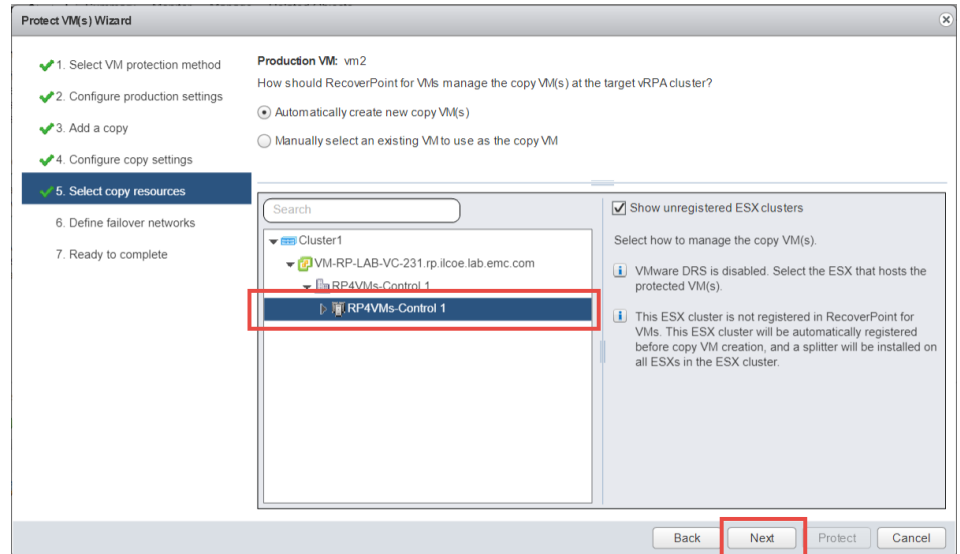 Protect VM(s) Wizard
1. Select VM protection method
2. Configure production settings
3. Add a copy
4. Configure copy settings
5. Select copy resources
6. Define failover networks
7. Ready to complete
Production VM: vm2
How should RecoverPoint for VMs manage the copy VM(s) at the target vRPA cluster?
Automatically create new copy VM(s)
Manually select an existing VM to use as the copy VM
Search
Cluster1
VM-RP-LAB-VC-231.rp.ilcoe.lab.emc.com
RP4VMs-Control 1
RP4VMs-Control 1
Show unregistered ESX clusters
Select how to manage the copy VM(s).
VMware DRS is disabled. Select the ESX that hosts the
protected VM(s).
This ESX cluster is not registered in RecoverPoint for
VMs. This ESX cluster will be automatically registered
before copy VM creation, and a splitter will be installed on
all ESXs in the ESX cluster.
Back
Next
Protect
Cancel